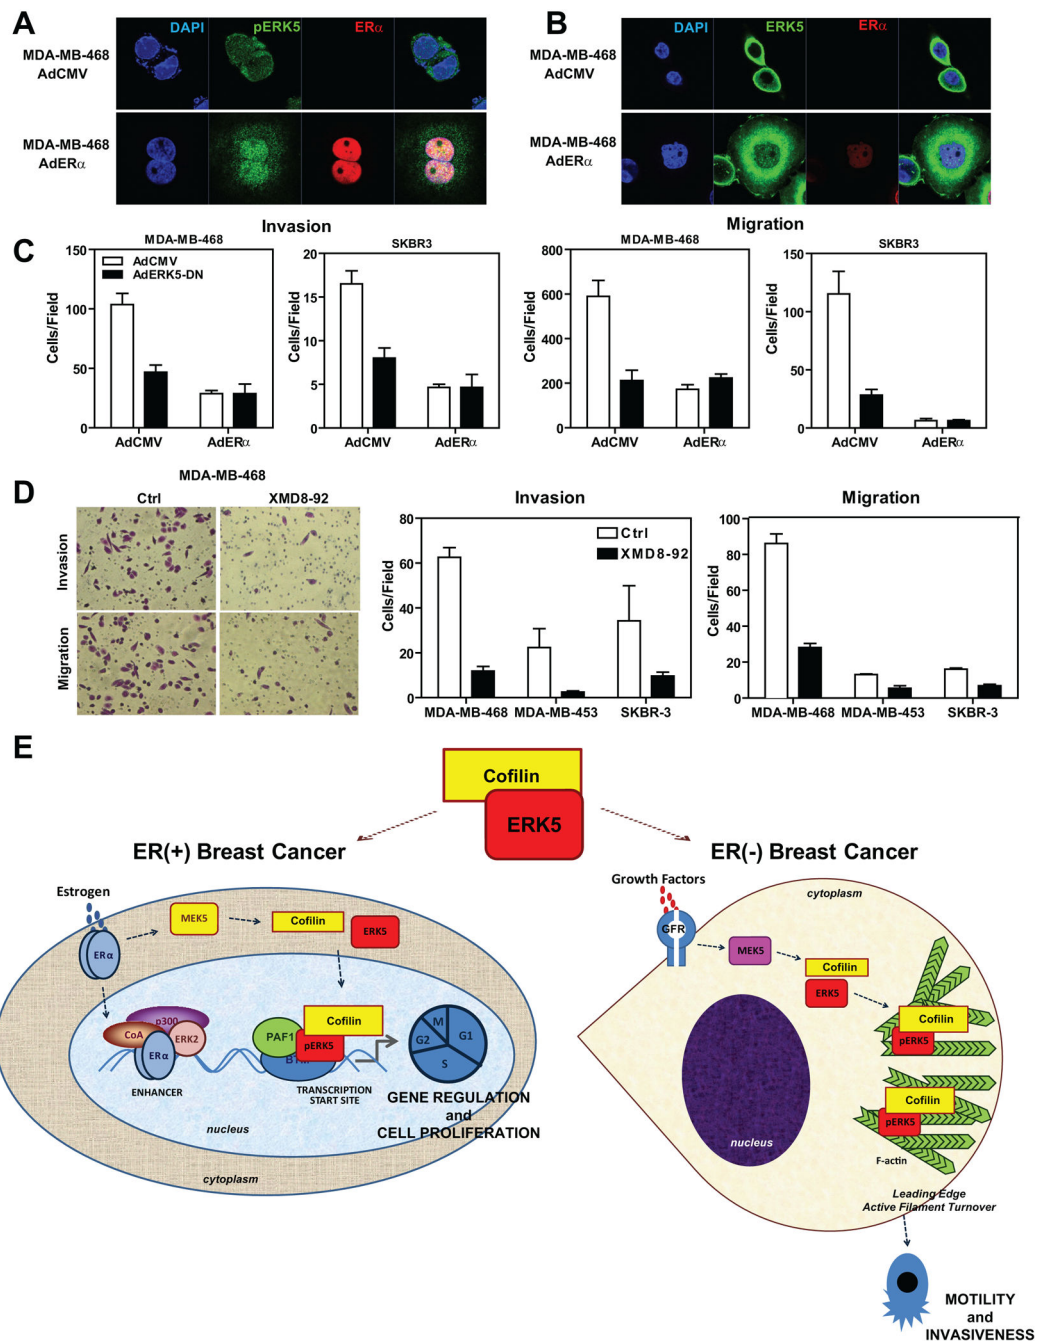 A
DAPI
pERK5
ERα
MDA-MB-468
AdCMV
MDA-MB-468
AdERα
B
DAPI
ERK5
ERα
MDA-MB-468
AdCMV
MDA-MB-468
AdERα
C
Invasion
MDA-MB-468
150
100
50
0
Cells/Field
AdCMV
AdERK5-DN
AdCMV
AdERα
SKBR3
20
15
10
5
0
Cells/Field
AdCMV
AdERα
Migration
MDA-MB-468
800
600
400
200
0
Cells/Field
AdCMV
AdERα
SKBR3
150
100
50
0
Cells/Field
AdCMV
AdERα
D
MDA-MB-468
Ctrl
XMD8-92
Invasion
Migration
Invasion
80
60
40
20
0
Cells/Field
Ctrl
XMD8-92
MDA-MB-468
MDA-MB-453
SKBR-3
Migration
100
80
60
40
20
0
Cells/Field
MDA-MB-468
MDA-MB-453
SKBR-3
E
Cofilin
ERK5
ER(+) Breast Cancer
Estrogen
ERα
MEK5
Cofilin
ERK5
p300
CoA
ERα
ERK2
ENHANCER
PAF1
Cofilin
pERK5
TRANSCRIPTION
START SITE
M
G1
G2
S
GENE REGULATION
and
CELL PROLIFERATION
nucleus
cytoplasm
ER(-) Breast Cancer
Growth Factors
cytoplasm
GFR
MEK5
Cofilin
ERK5
Cofilin
pERK5
Cofilin
pERK5
nucleus
F-actin
Leading Edge
Active Filament Turnover
MOTILITY
and
INVASIVENESS